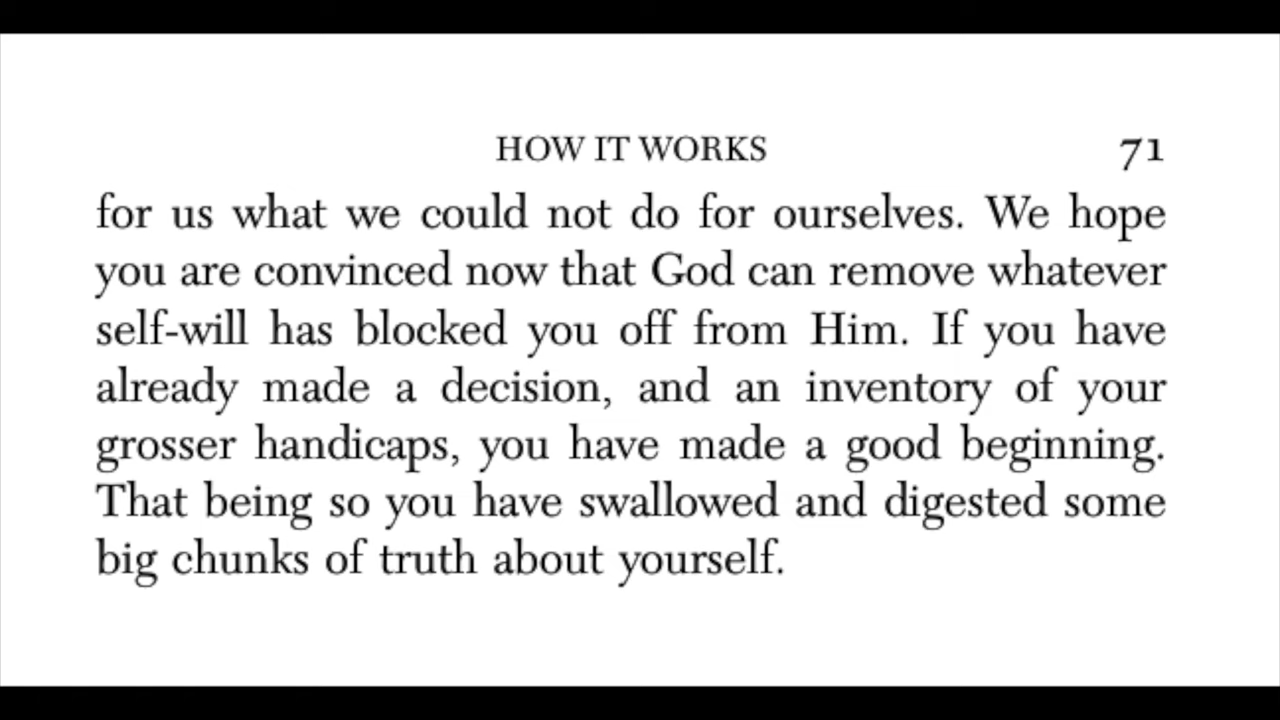 HOW IT WORKS 71
for us what we could not do for ourselves. We hope
you are convinced now that God can remove whatever
self-will has blocked you off from Him. If you have
already made a decision, and an inventory of your
grosser handicaps, you have made a good beginning.
That being so you have swallowed and digested some
big chunks of truth about yourself.